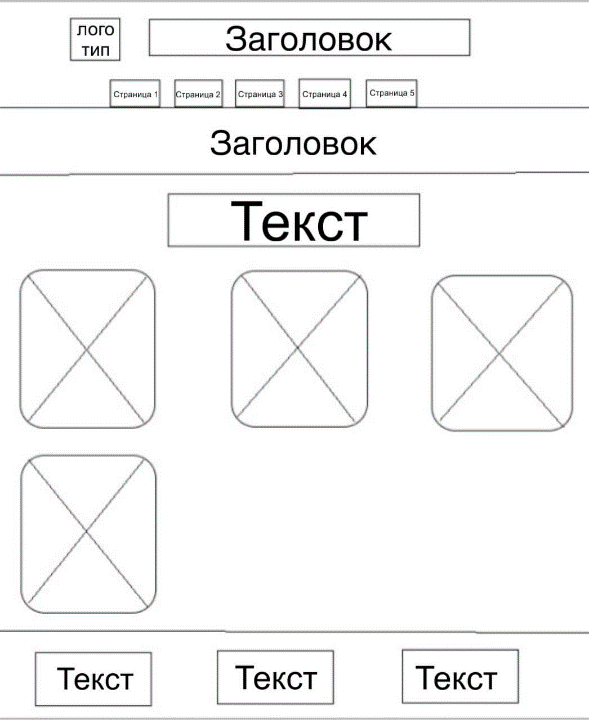 лого
тип
Заголовок
Страница 1
Страница 2
Страница 3
Страница 4
Страница 5
Заголовок
Текст
Текст
Текст
Текст